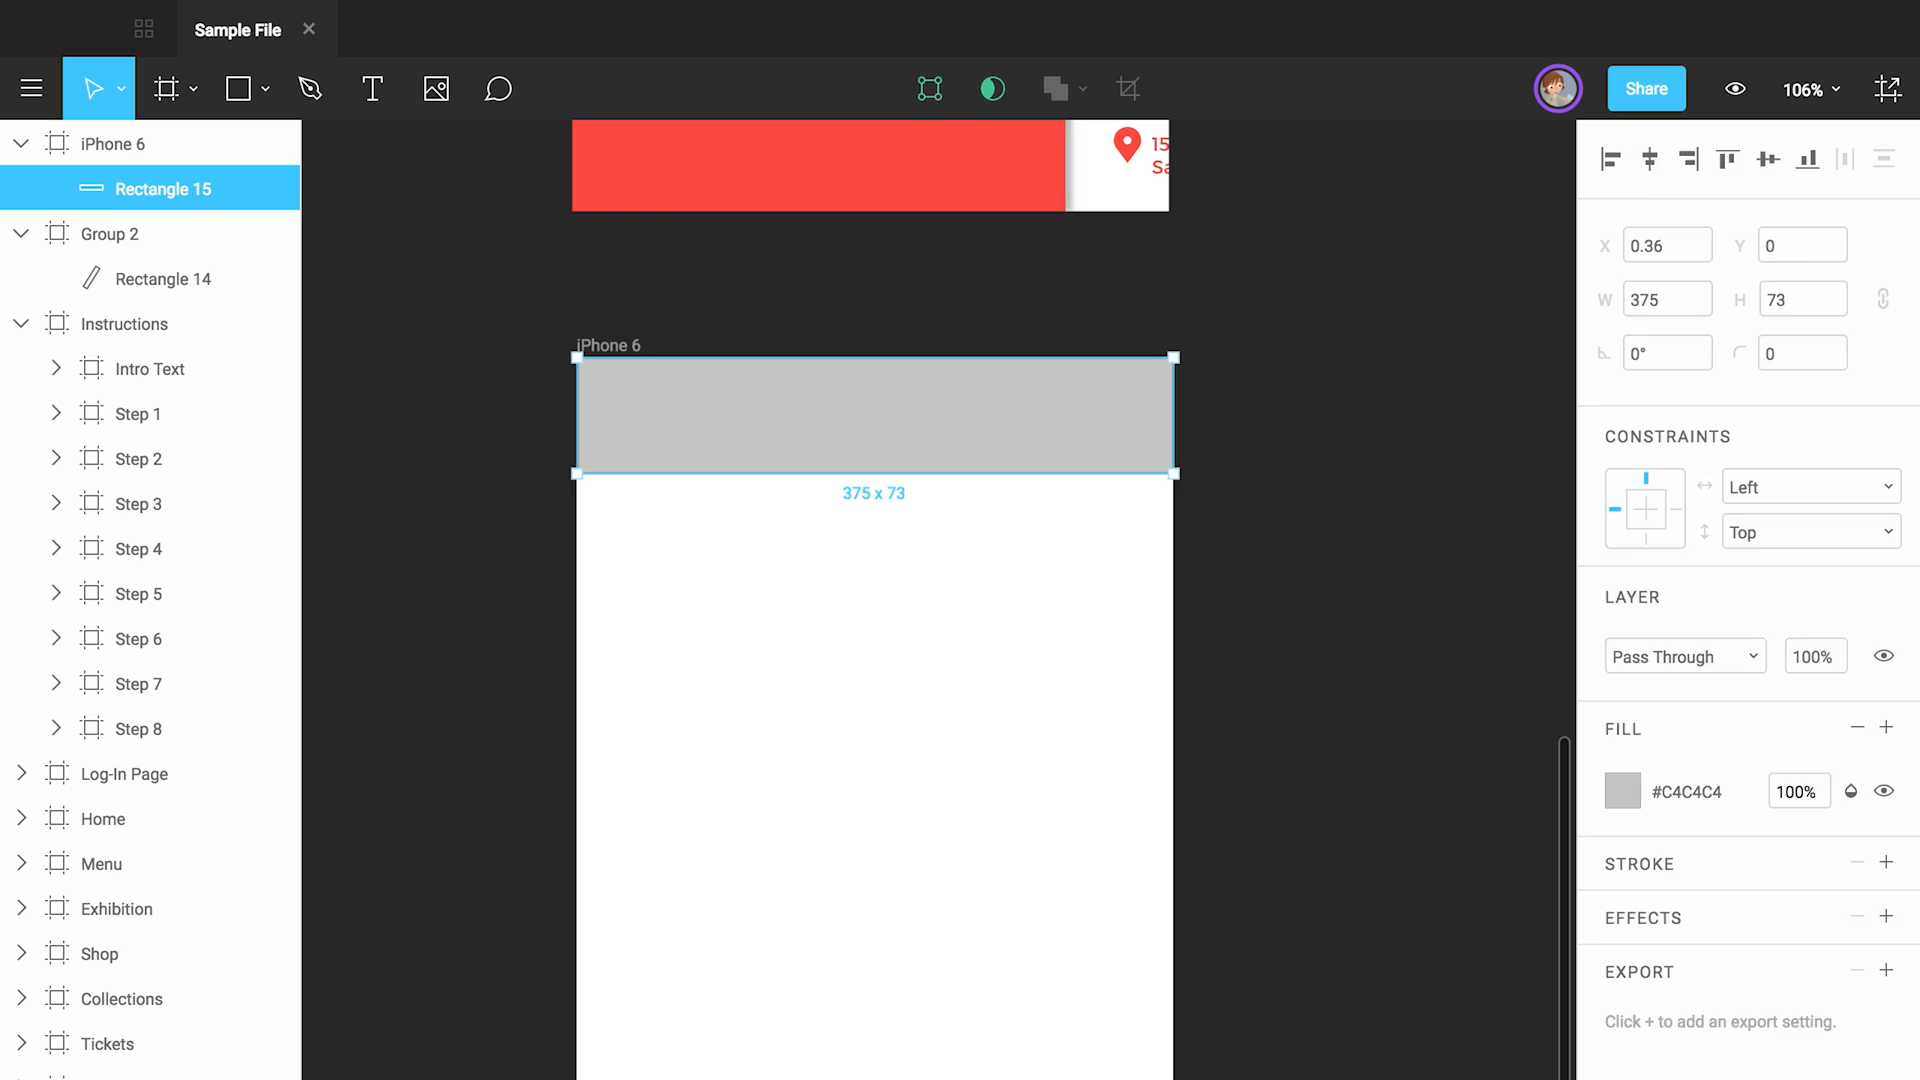 Sample File
Share
106%
iPhone 6
Rectangle 15
Group 2
Rectangle 14
Instructions
Intro Text
Step 1
Step 2
Step 3
Step 4
Step 5
Step 6
Step 7
Step 8
Log-In Page
Home
Menu
Exhibition
Shop
Collections
Tickets
15
Sa
iPhone 6
375 x 73
X 0.36 Y 0
W 375 H 73
0° 0
CONSTRAINTS
Left
Top
LAYER
Pass Through 100%
FILL
#C4C4C4 100%
STROKE
EFFECTS
EXPORT
Click + to add an export setting.